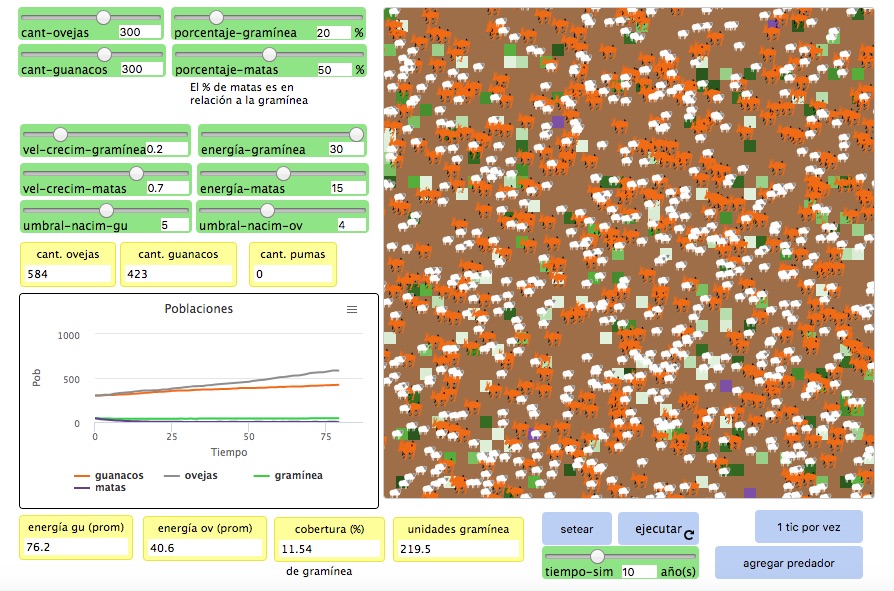 cant-ovejas 300
porcentaje-gramínea 20 %
cant-guanacos 300
porcentaje-matas 50 %
El % de matas es en
relación a la gramínea
vel-crecim-gramínea 0.2
energía-gramínea 30
vel-crecim-matas 0.7
energía-matas 15
umbral-nacim-gu 5
umbral-nacim-ov 4
cant. ovejas
584
cant. guanacos
423
cant. pumas
0
Poblaciones
1000
500
0
Pob
0 25 50 75
Tiempo
guanacos ovejas gramínea
matas
energía gu (prom)
76.2
energía ov (prom)
40.6
cobertura (%)
11.54
de gramínea
unidades gramínea
219.5
setear
ejecutar
1 tic por vez
tiempo-sim 10 año(s)
agregar predador